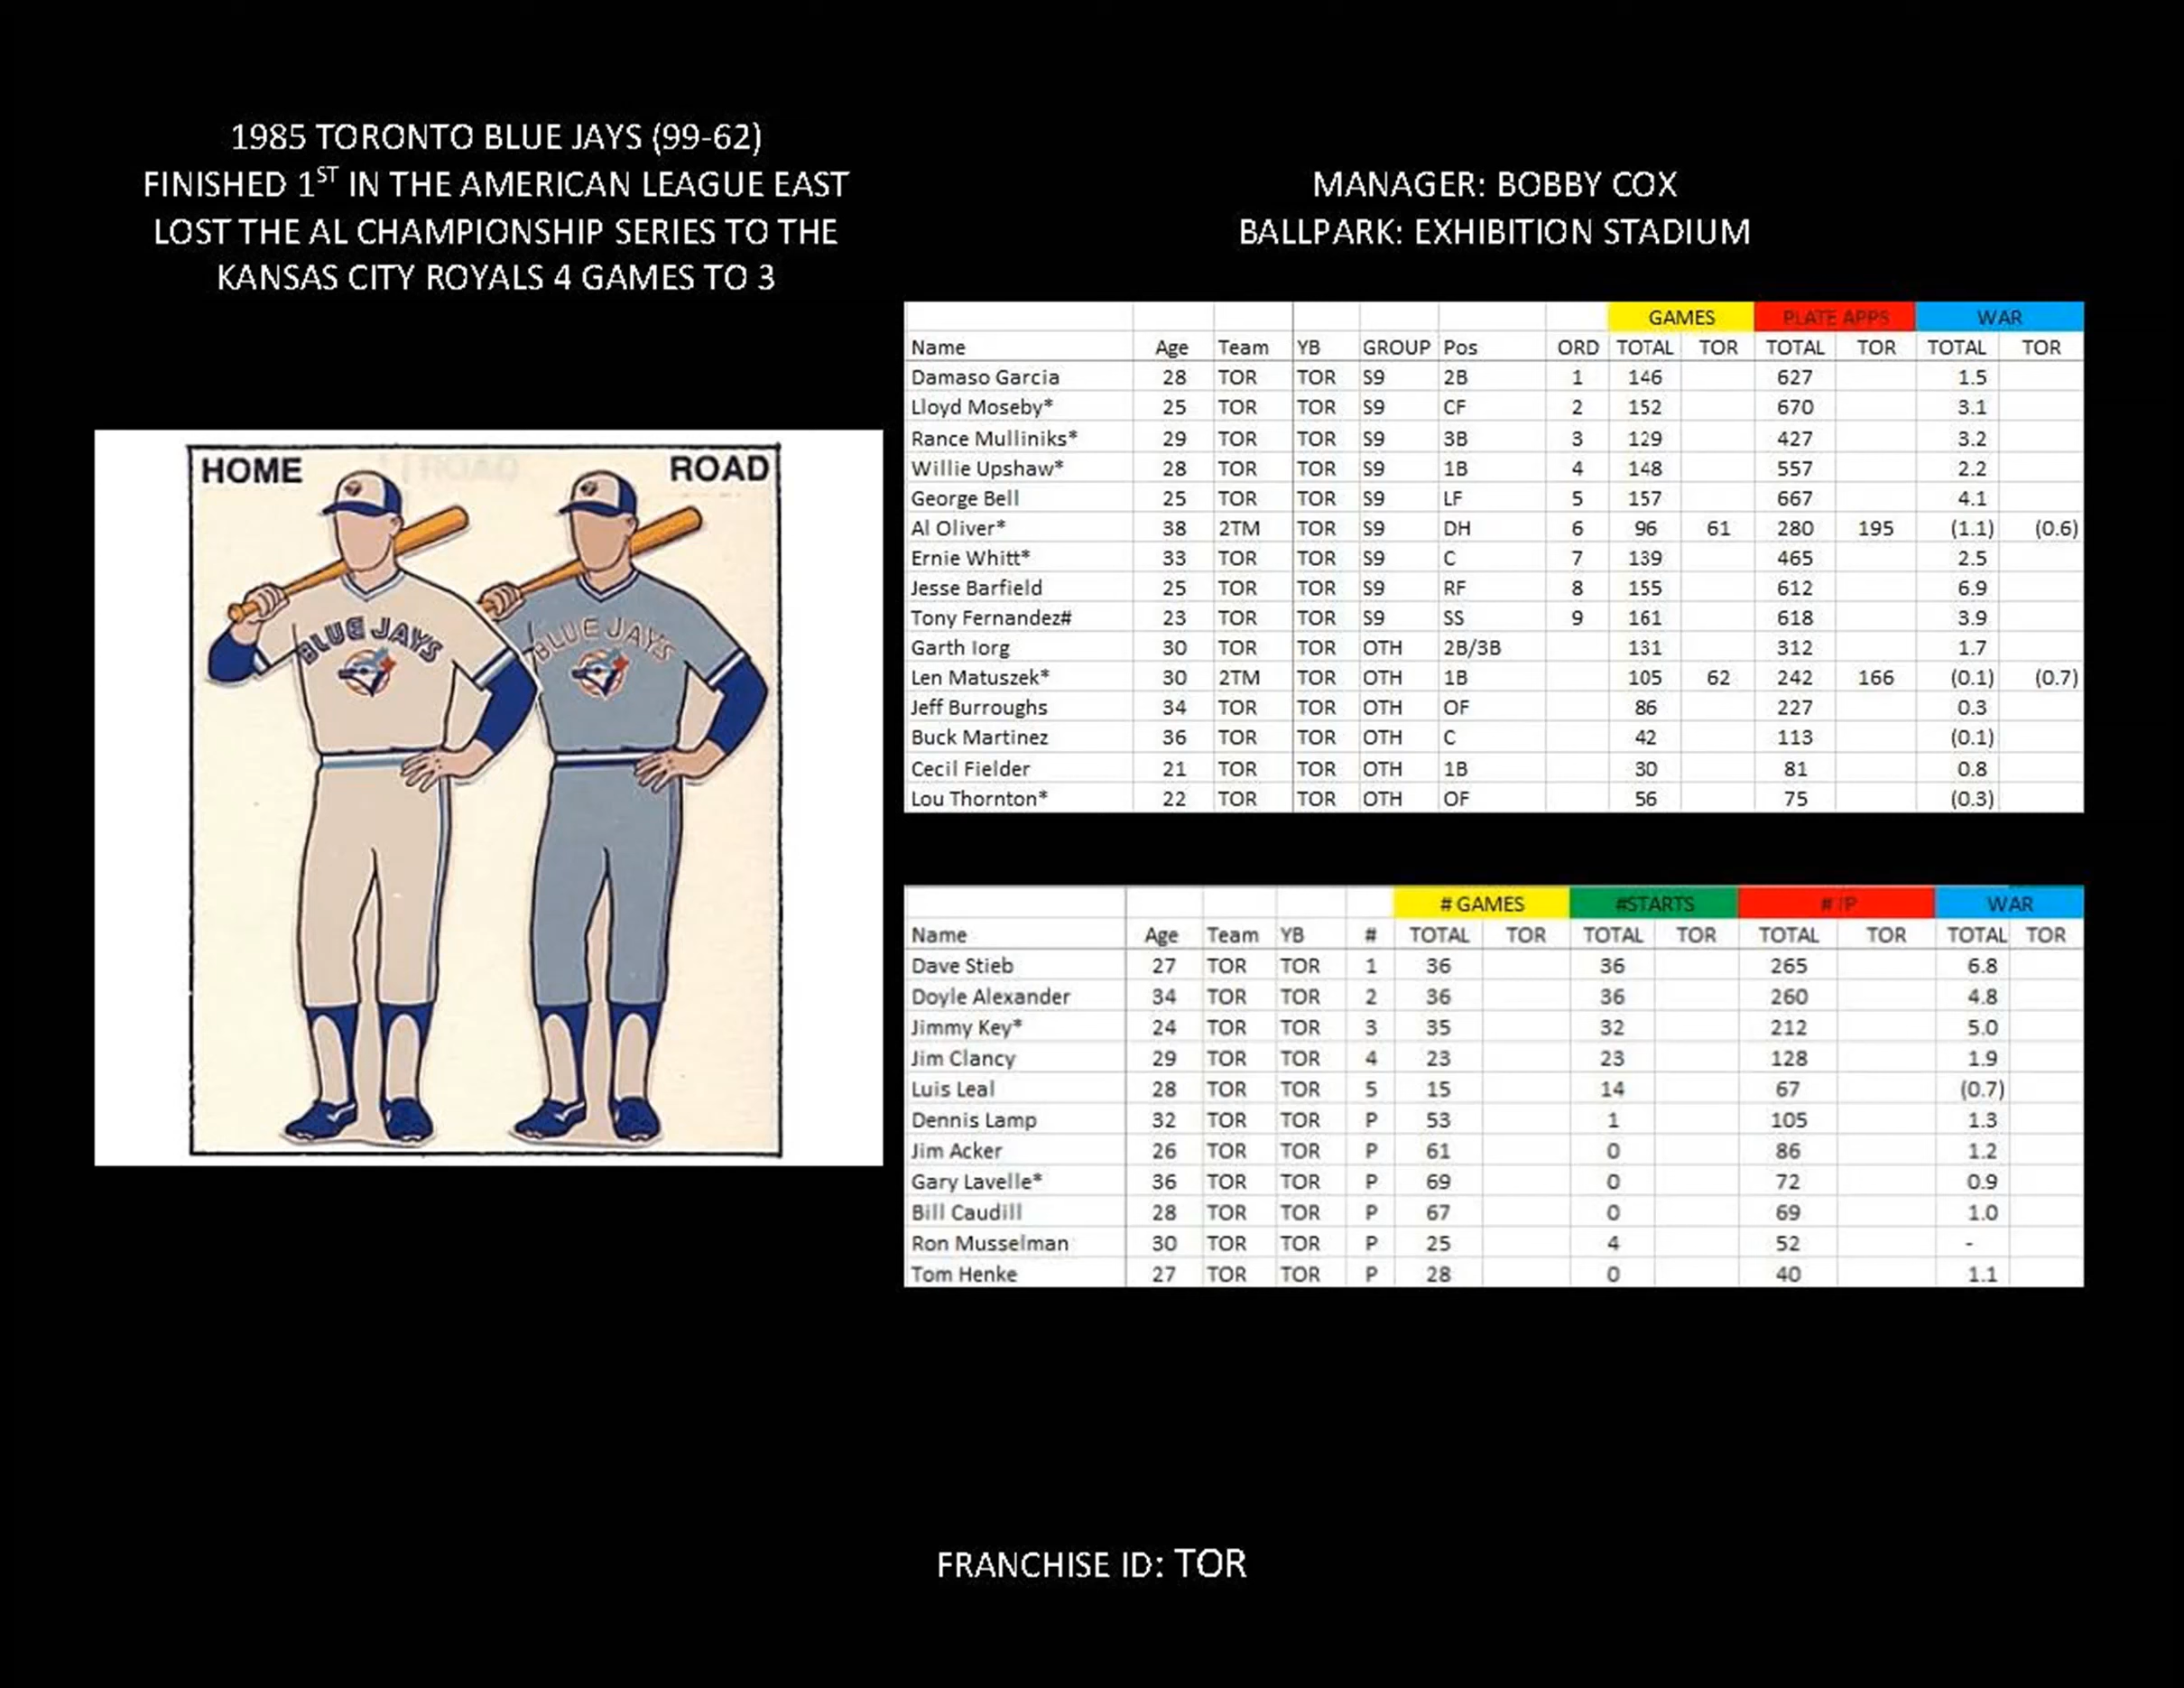 1985 TORONTO BLUE JAYS (99-62)
FINISHED 1ST IN THE AMERICAN LEAGUE EAST
LOST THE AL CHAMPIONSHIP SERIES TO THE
KANSAS CITY ROYALS 4 GAMES TO 3
MANAGER: BOBBY COX
BALLPARK: EXHIBITION STADIUM
HOME ROAD
BLUE JAYS BLUE JAYS
GAMES PLATE APPS WAR
Name Age Team YB GROUP Pos ORD TOTAL TOR TOTAL TOR TOTAL TOR
Damaso Garcia 28 TOR TOR S9 2B 1 146 627 1.5
Lloyd Moseby* 25 TOR TOR S9 CF 2 152 670 3.1
Rance Mulliniks* 29 TOR TOR S9 3B 3 129 427 3.2
Willie Upshaw* 28 TOR TOR S9 1B 4 148 557 2.2
George Bell 25 TOR TOR S9 LF 5 157 667 4.1
Al Oliver* 38 2TM TOR S9 DH 6 96 61 280 195 (1.1) (0.6)
Ernie Whitt* 33 TOR TOR S9 C 7 139 465 2.5
Jesse Barfield 25 TOR TOR S9 RF 8 155 612 6.9
Tony Fernandez# 23 TOR TOR S9 SS 9 161 618 3.9
Garth Iorg 30 TOR TOR OTH 2B/3B 131 312 1.7
Len Matuszek* 30 2TM TOR OTH 1B 105 62 242 166 (0.1) (0.7)
Jeff Burroughs 34 TOR TOR OTH OF 86 227 0.3
Buck Martinez 36 TOR TOR OTH C 42 113 (0.1)
Cecil Fielder 21 TOR TOR OTH 1B 30 81 0.8
Lou Thornton* 22 TOR TOR OTH OF 56 75 (0.3)
# GAMES #STARTS # IP WAR
Name Age Team YB # TOTAL TOR TOTAL TOR TOTAL TOR TOTAL TOR
Dave Stieb 27 TOR TOR 1 36 36 265 6.8
Doyle Alexander 34 TOR TOR 2 36 36 260 4.8
Jimmy Key* 24 TOR TOR 3 35 32 212 5.0
Jim Clancy 29 TOR TOR 4 23 23 128 1.9
Luis Leal 28 TOR TOR 5 15 14 67 (0.7)
Dennis Lamp 32 TOR TOR P 53 1 105 1.3
Jim Acker 26 TOR TOR P 61 0 86 1.2
Gary Lavelle* 36 TOR TOR P 69 0 72 0.9
Bill Caudill 28 TOR TOR P 67 0 69 1.0
Ron Musselman 30 TOR TOR P 25 4 52 -
Tom Henke 27 TOR TOR P 28 0 40 1.1
FRANCHISE ID: TOR